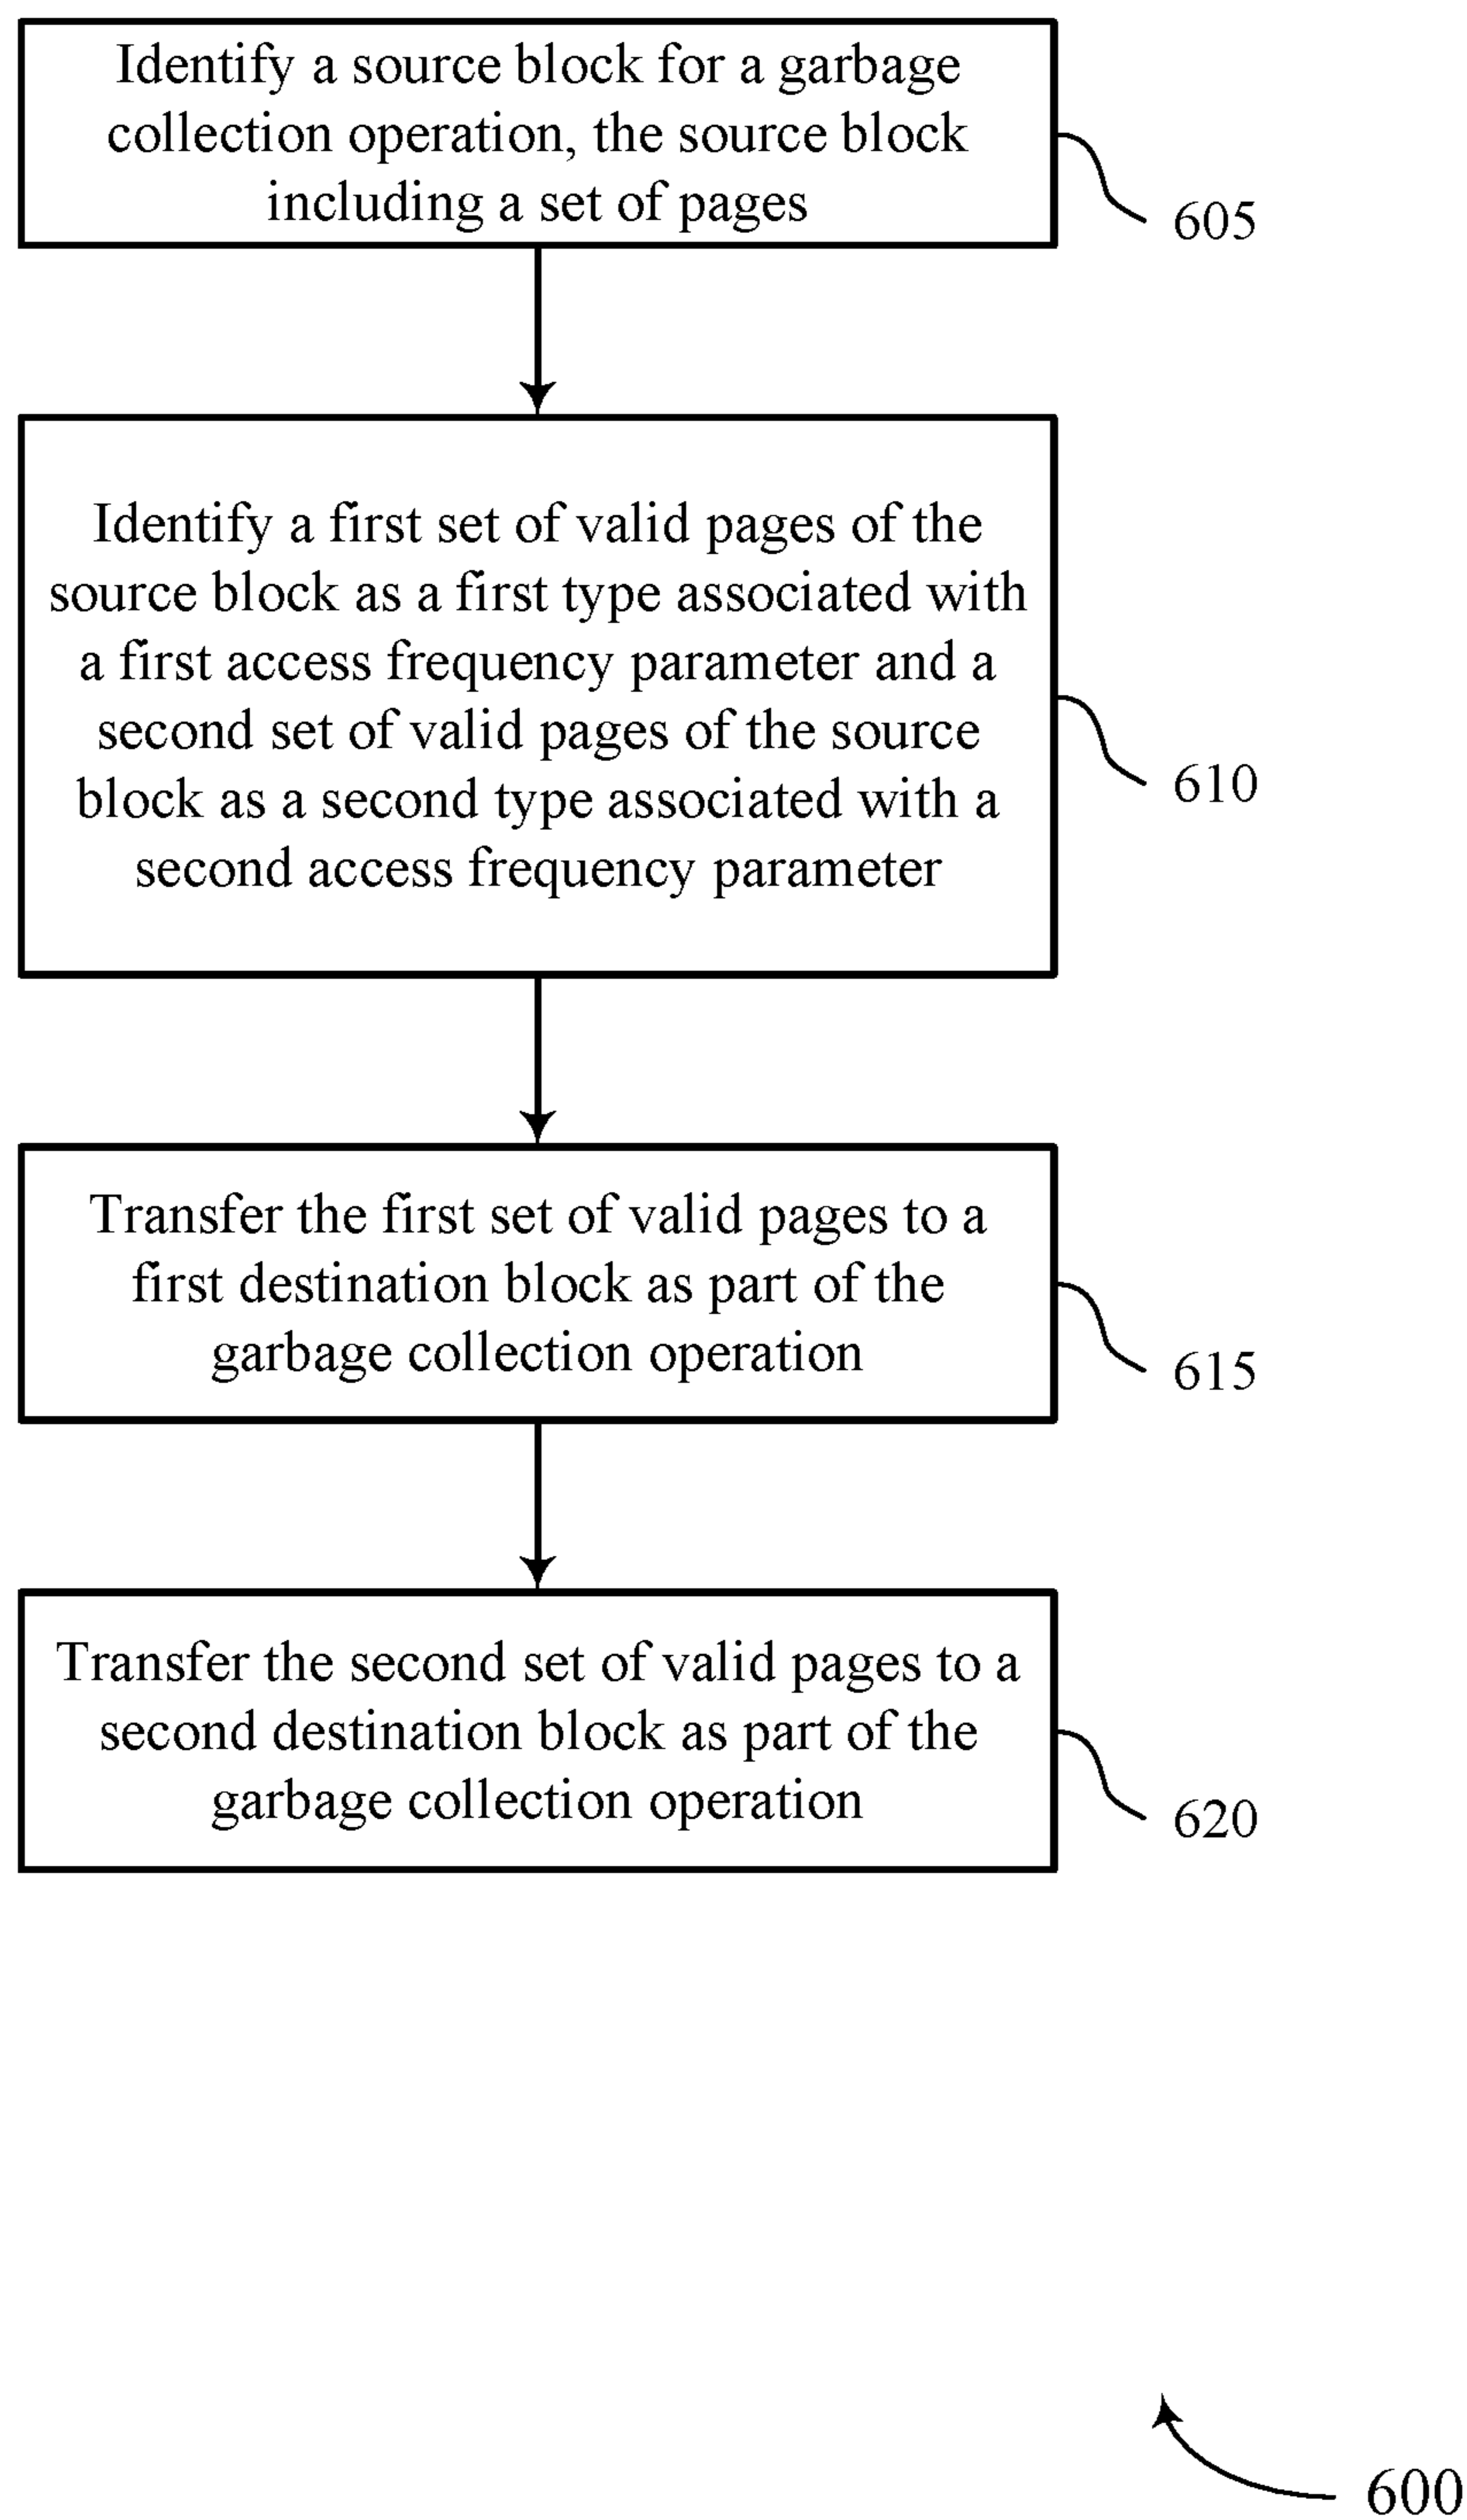 Identify a source block for a garbage
collection operation, the source block
including a set of pages
605
Identify a first set of valid pages of the
source block as a first type associated with
a first access frequency parameter and a
second set of valid pages of the source
block as a second type associated with a
second access frequency parameter
610
Transfer the first set of valid pages to a
first destination block as part of the
garbage collection operation
615
Transfer the second set of valid pages to a
second destination block as part of the
garbage collection operation
620
600